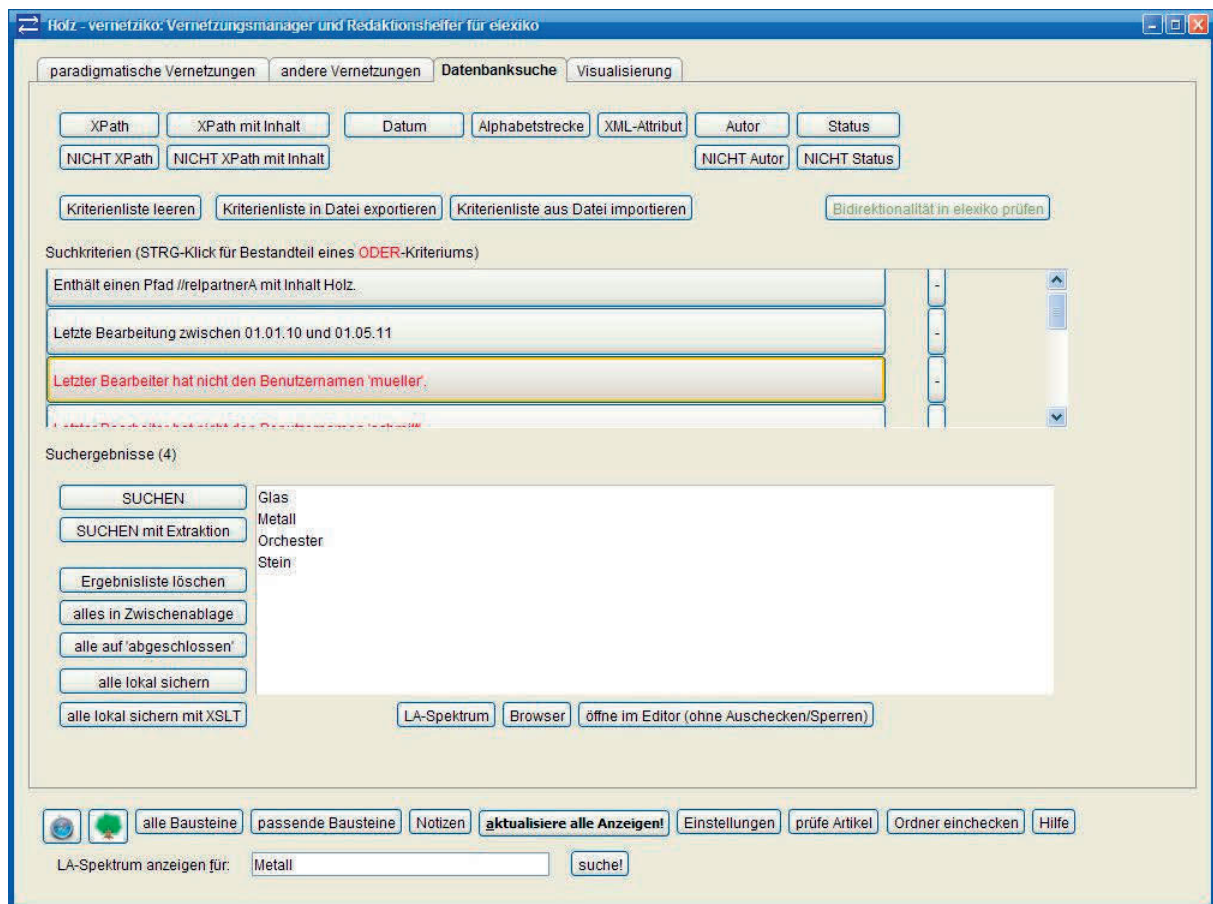 Holz - vernetziko: Vernetzungsmanager und Redaktionshelfer für elexiko
paradigmatische Vernetzungen andere Vernetzungen Datenbanksuche Visualisierung
XPath XPath mit Inhalt Datum Alphabetstrecke XML-Attribut Autor Status
NICHT XPath NICHT XPath mit Inhalt NICHT Autor NICHT Status
Kriterienliste leeren Kriterienliste in Datei exportieren Kriterienliste aus Datei importieren Bidirektionalität in elexiko prüfen
Suchkriterien (STRG-Klick für Bestandteil eines ODER-Kriteriums)
Enthält einen Pfad //relpartnerA mit Inhalt Holz. -
Letzte Bearbeitung zwischen 01.01.10 und 01.05.11 -
Letzter Bearbeiter hat nicht den Benutzernamen 'mueller'. -
Letzter Bearbeiter hat nicht den Benutzernamen
Suchergebnisse (4)
SUCHEN
SUCHEN mit Extraktion
Ergebnisliste löschen
alles in Zwischenablage
alle auf 'abgeschlossen'
alle lokal sichern
alle lokal sichern mit XSLT
Glas
Metall
Orchester
Stein
LA-Spektrum Browser öffne im Editor (ohne Auschecken/Sperren)
alle Bausteine passende Bausteine Notizen aktualisiere alle Anzeigen! Einstellungen prüfe Artikel Ordner einchecken Hilfe
LA-Spektrum anzeigen für: Metall suche!